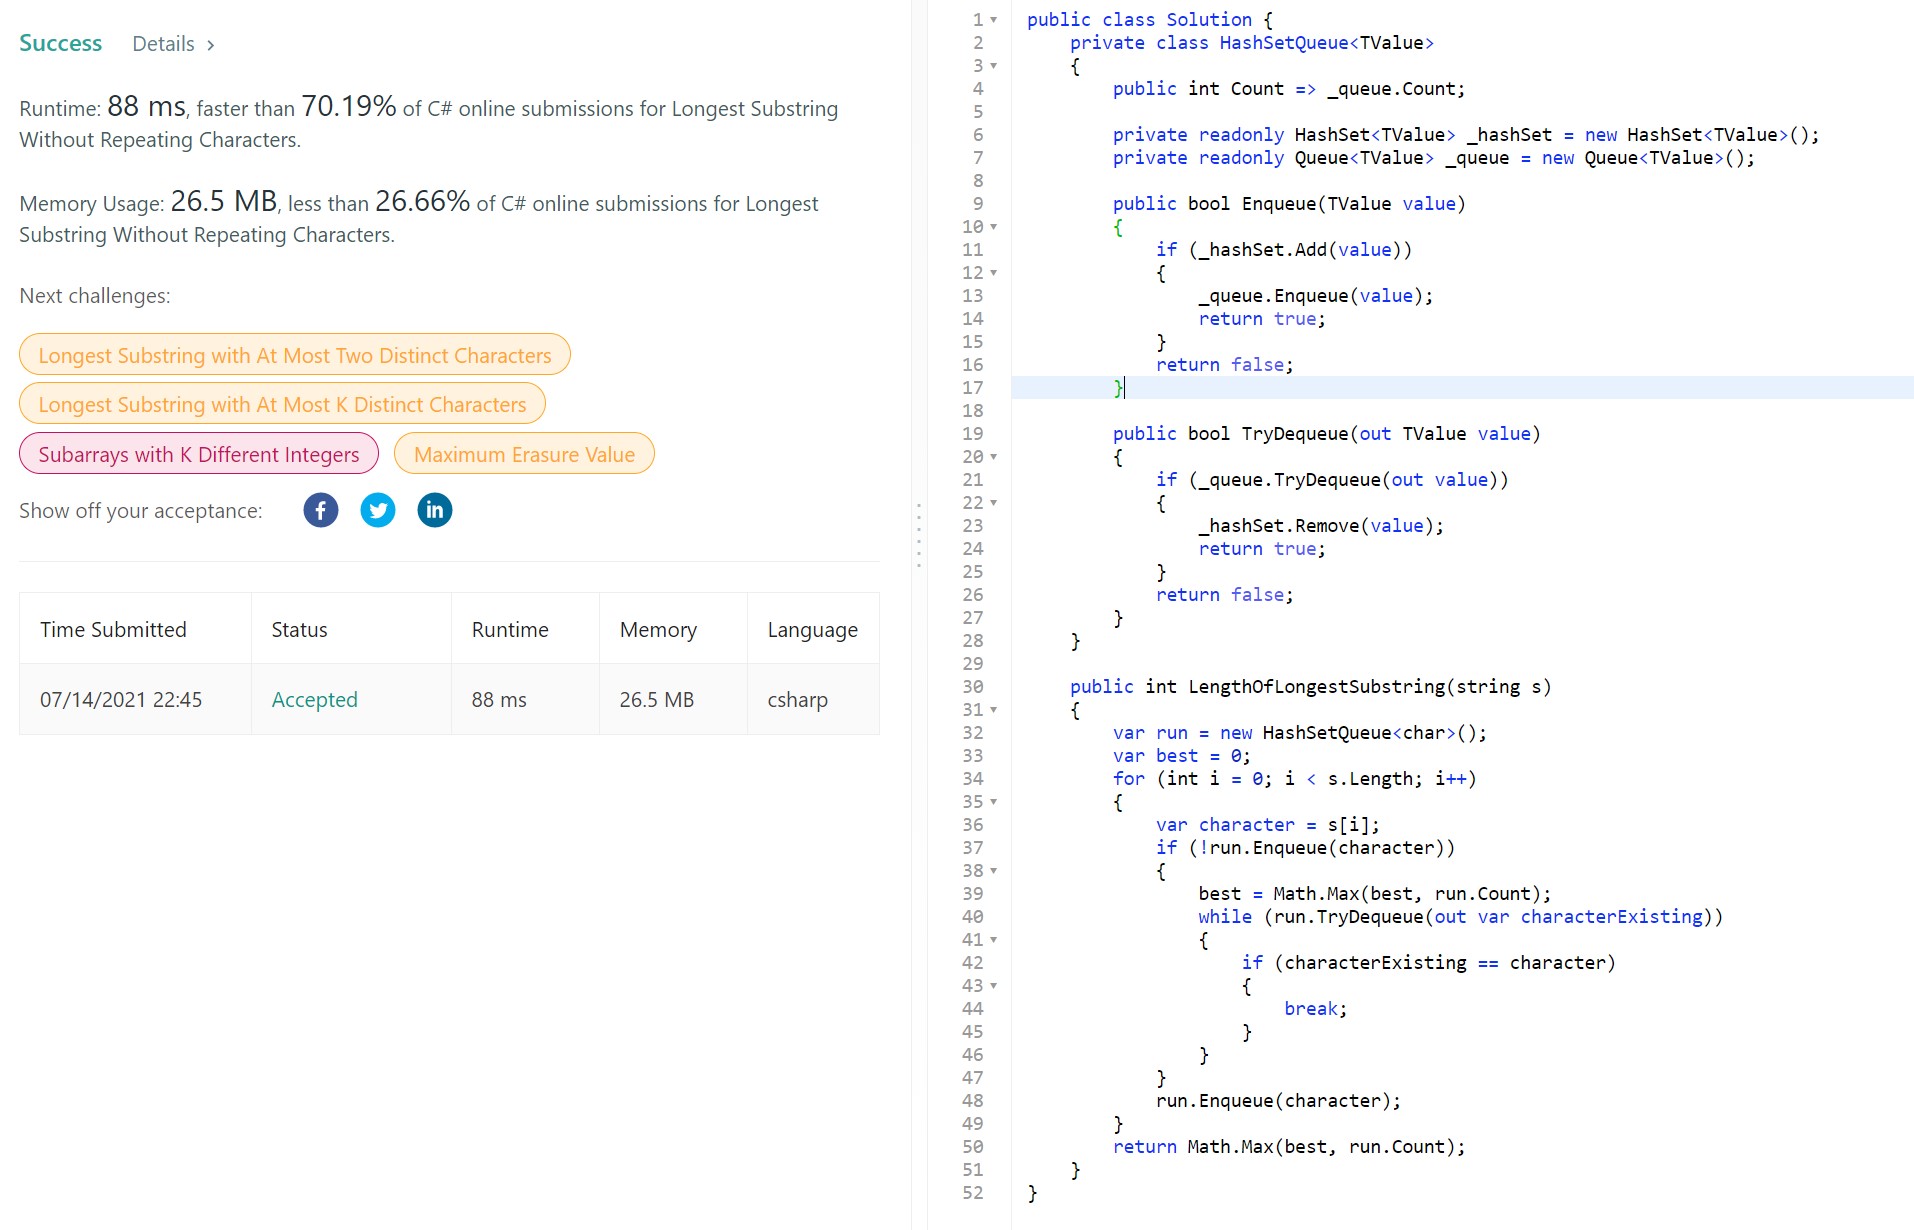 Success Details >
Runtime: 88 ms, faster than 70.19% of C# online submissions for Longest Substring
Without Repeating Characters.
Memory Usage: 26.5 MB, less than 26.66% of C# online submissions for Longest
Substring Without Repeating Characters.
Next challenges:
Longest Substring with At Most Two Distinct Characters
Longest Substring with At Most K Distinct Characters
Subarrays with K Different Integers Maximum Erasure Value
Show off your acceptance: f in
Time Submitted Status Runtime Memory Language
07/14/2021 22:45 Accepted 88 ms 26.5 MB csharp
1 public class Solution {
2     private class HashSetQueue<TValue>
3     {
4         public int Count => _queue.Count;
5
6         private readonly HashSet<TValue> _hashSet = new HashSet<TValue>();
7         private readonly Queue<TValue> _queue = new Queue<TValue>();
8
9         public bool Enqueue(TValue value)
10         {
11             if (_hashSet.Add(value))
12             {
13                 _queue.Enqueue(value);
14                 return true;
15             }
16             return false;
17         }
18
19         public bool TryDequeue(out TValue value)
20         {
21             if (_queue.TryDequeue(out value))
22             {
23                 _hashSet.Remove(value);
24                 return true;
25             }
26             return false;
27         }
28     }
29
30     public int LengthOfLongestSubstring(string s)
31     {
32         var run = new HashSetQueue<char>();
33         var best = 0;
34         for (int i = 0; i < s.Length; i++)
35         {
36             var character = s[i];
37             if (!run.Enqueue(character))
38             {
39                 best = Math.Max(best, run.Count);
40                 while (run.TryDequeue(out var characterExisting))
41                 {
42                     if (characterExisting == character)
43                     {
44                         break;
45                     }
46                 }
47             }
48             run.Enqueue(character);
49         }
50         return Math.Max(best, run.Count);
51     }
52 }